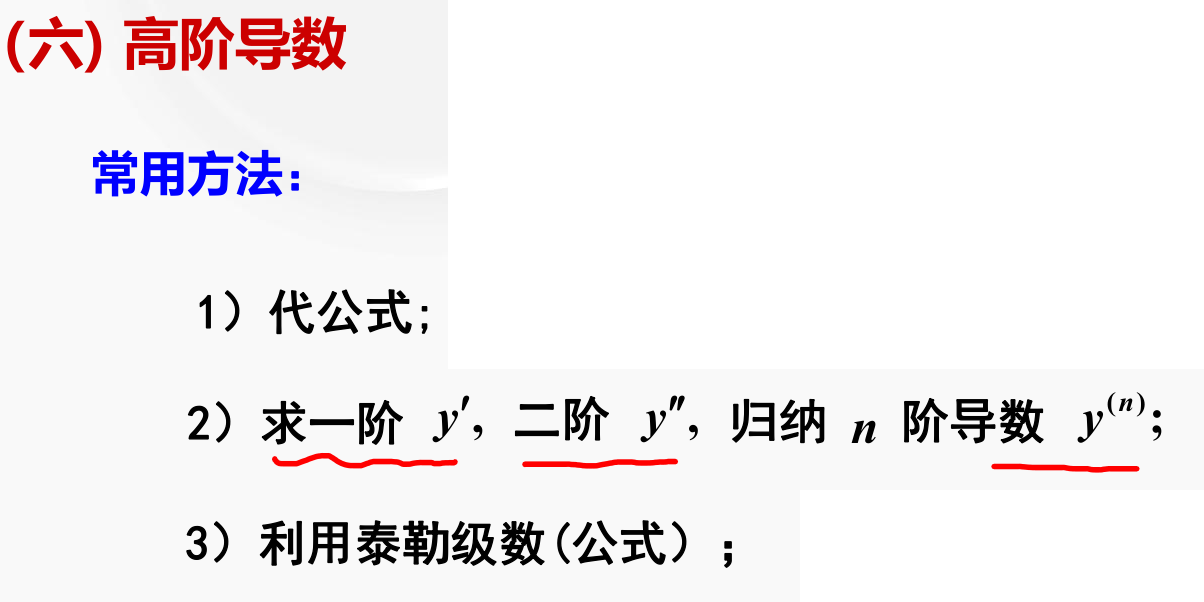 (六) 高阶导数
常用方法：
1）代公式;
2）求一阶 y′, 二阶 y″, 归纳 n 阶导数 y⁽ⁿ⁾;
3）利用泰勒级数(公式）；